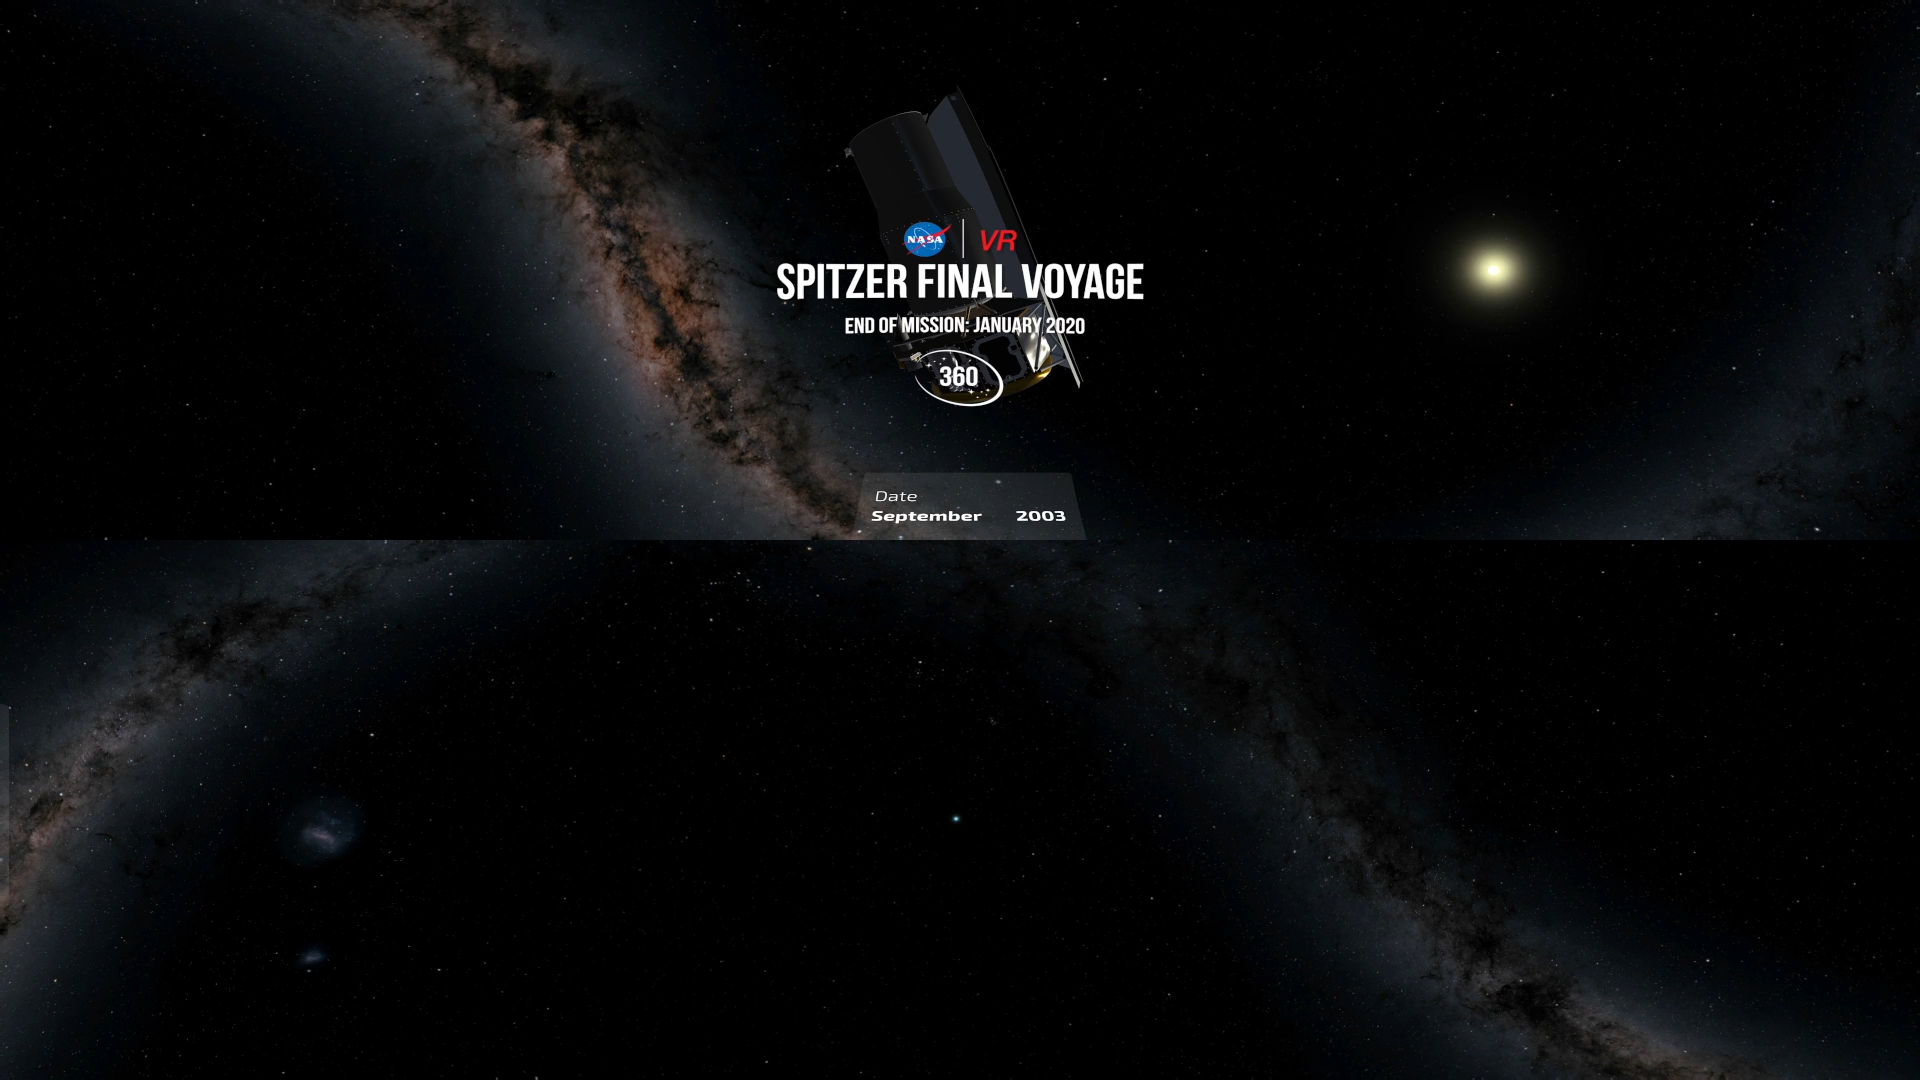 NASA | VR
SPITZER FINAL VOYAGE
END OF MISSION: JANUARY 2020
360
Date
September 2003